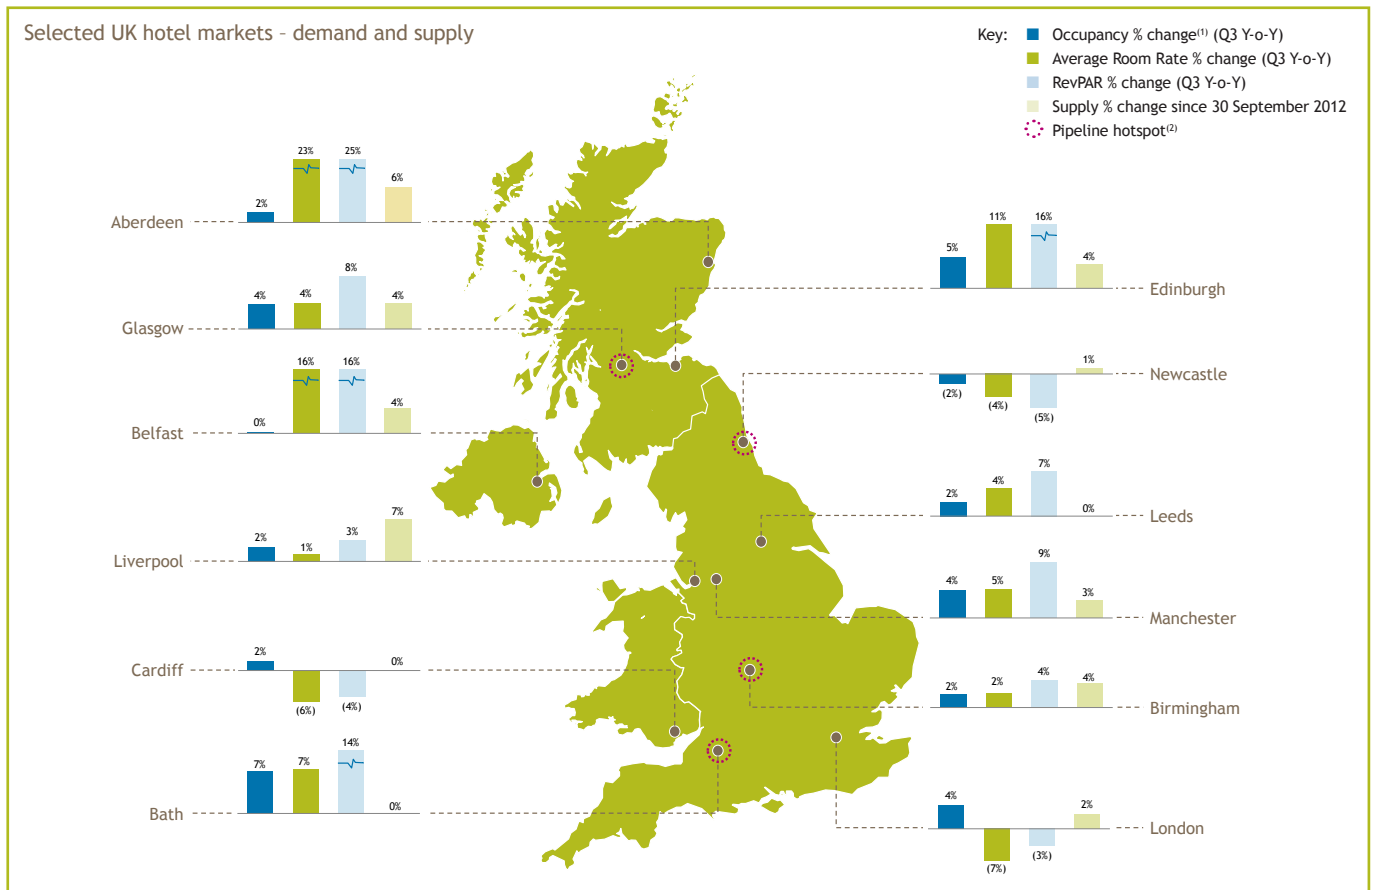 Selected UK hotel markets - demand and supply
Key:
Occupancy % change(1) (Q3 Y-o-Y)
Average Room Rate % change (Q3 Y-o-Y)
RevPAR % change (Q3 Y-o-Y)
Supply % change since 30 September 2012
Pipeline hotspot(2)
2%
23%
25%
6%
Aberdeen
4%
4%
8%
4%
Glasgow
0%
16%
16%
4%
Belfast
2%
1%
3%
7%
Liverpool
2%
(6%)
(4%)
0%
Cardiff
7%
7%
14%
0%
Bath
5%
11%
16%
4%
Edinburgh
(2%)
(4%)
(5%)
1%
Newcastle
2%
4%
7%
0%
Leeds
4%
5%
9%
3%
Manchester
2%
2%
4%
4%
Birmingham
4%
(7%)
(3%)
2%
London